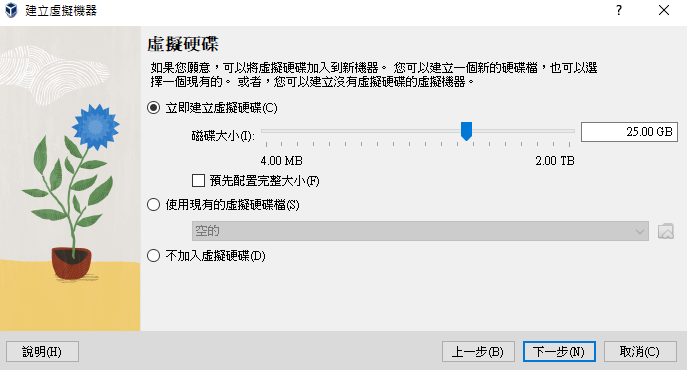 建立虛擬機器
虛擬硬碟
如果您願意，可以將虛擬硬碟加入到新機器。 您可以建立一個新的硬碟檔，也可以選
擇一個現有的。 或者，您可以建立沒有虛擬硬碟的虛擬機器。
立即建立虛擬硬碟(C)
磁碟大小(I):
25.00 GB
4.00 MB
2.00 TB
預先配置完整大小(F)
使用現有的虛擬硬碟檔(S)
空的
不加入虛擬硬碟(D)
說明(H)
上一步(B)
下一步(N)
取消(C)